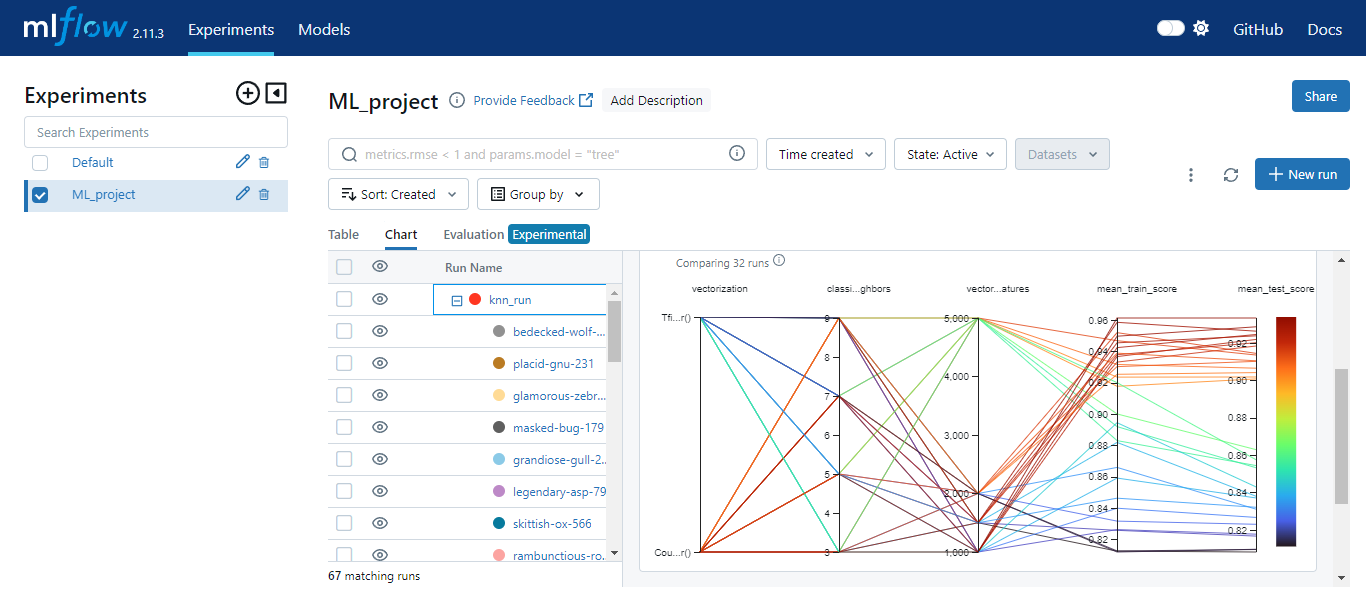 mlflow 2.11.3 Experiments Models GitHub Docs
Experiments
Search Experiments
Default
ML_project
ML_project Provide Feedback Add Description
Share
metrics.rmse < 1 and params.model = "tree"
Time created
State: Active
Datasets
New run
Sort: Created
Group by
Table Chart Evaluation Experimental
Run Name
knn_run
bedecked-wolf-...
placid-gnu-231
glamorous-zebr...
masked-bug-179
grandiose-gull-2...
legendary-asp-79
skittish-ox-566
rambunctious-ro...
67 matching runs
Comparing 32 runs
vectorization classi...ghbors vector...atures mean_train_score mean_test_score
Tfi...r()
Cou...r()
9
8
7
6
5
4
3
5,000
4,000
3,000
2,000
1,000
0.96
0.94
0.92
0.90
0.88
0.86
0.84
0.82
0.92
0.90
0.88
0.86
0.84
0.82